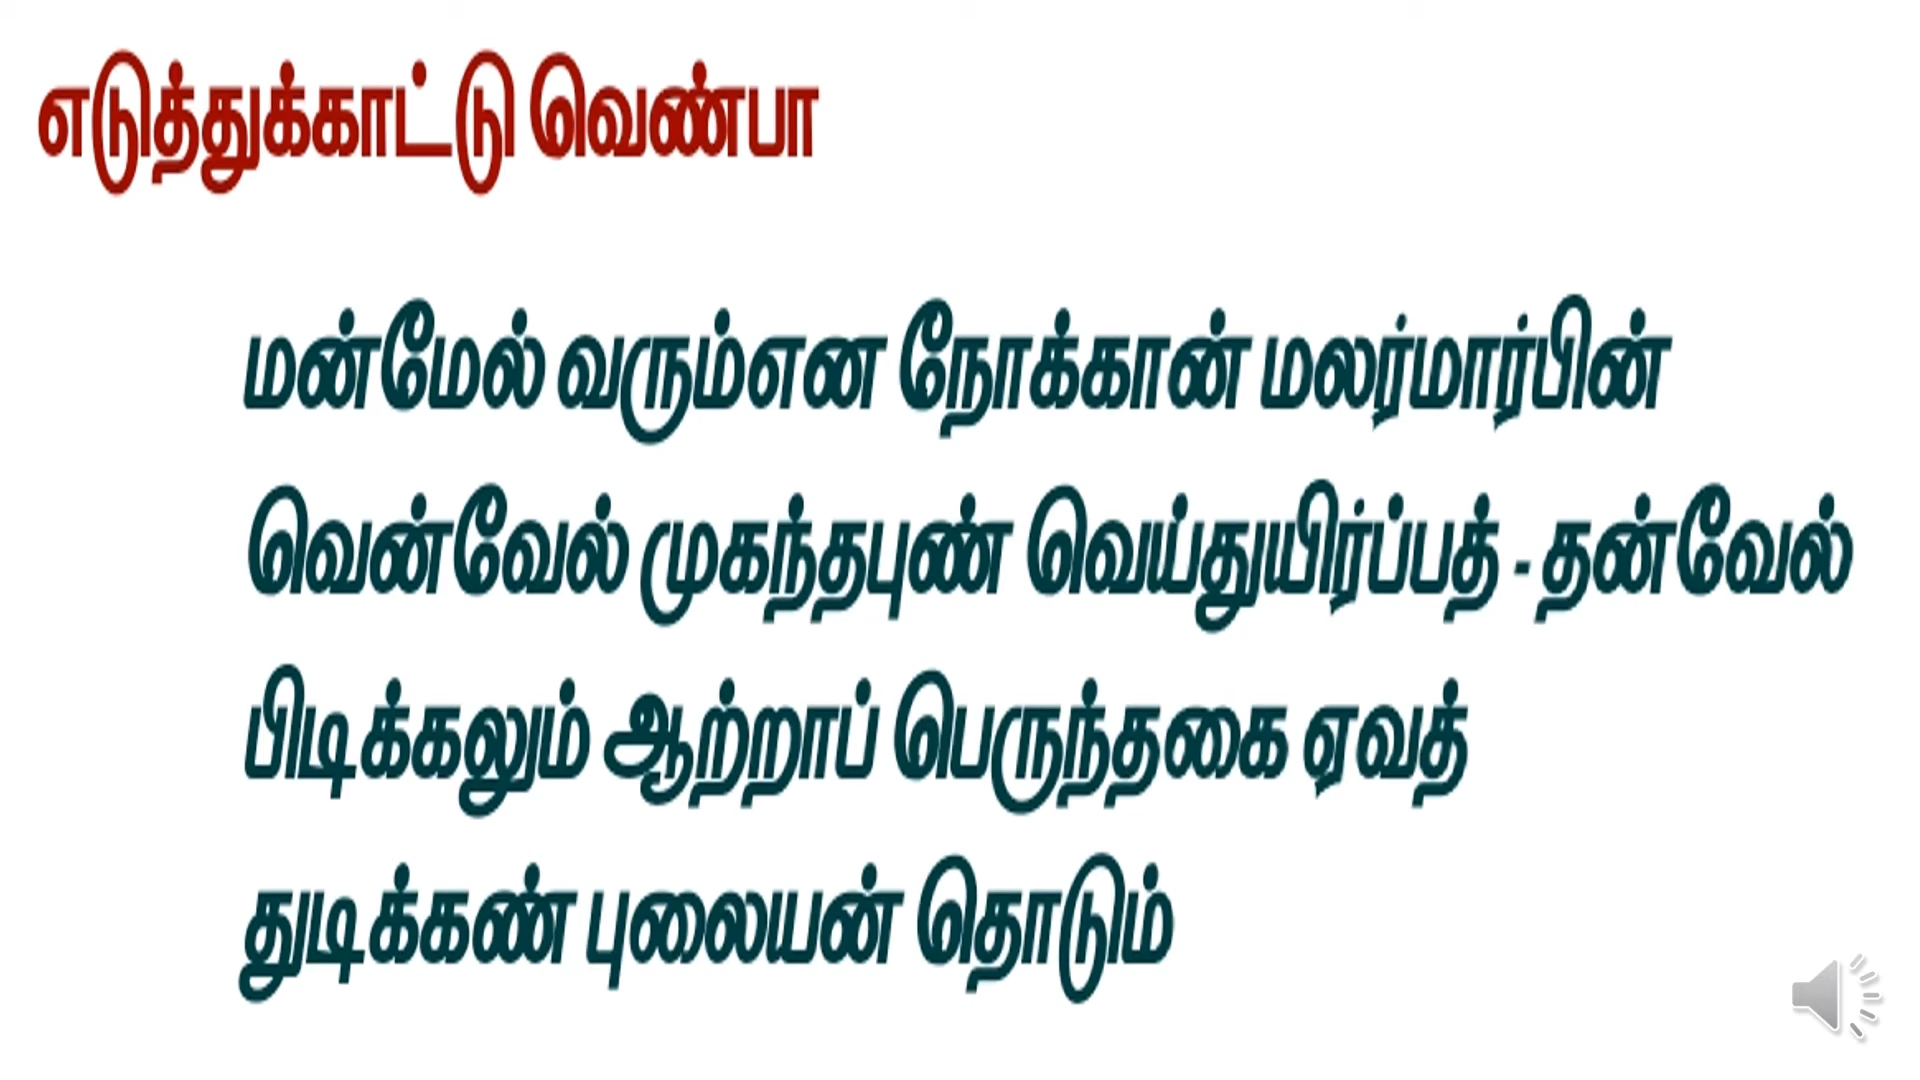 எடுத்துக்காட்டு வெண்பா
மன்மேல் வரும்என நோக்கான் மலர்மார்பின்
வென்வேல் முகந்தபுண் வெய்துயிர்ப்பத் - தன்வேல்
பிடிக்கலும் ஆற்றாப் பெருந்தகை ஏவத்
துடிக்கண் புலையன் தொடும்